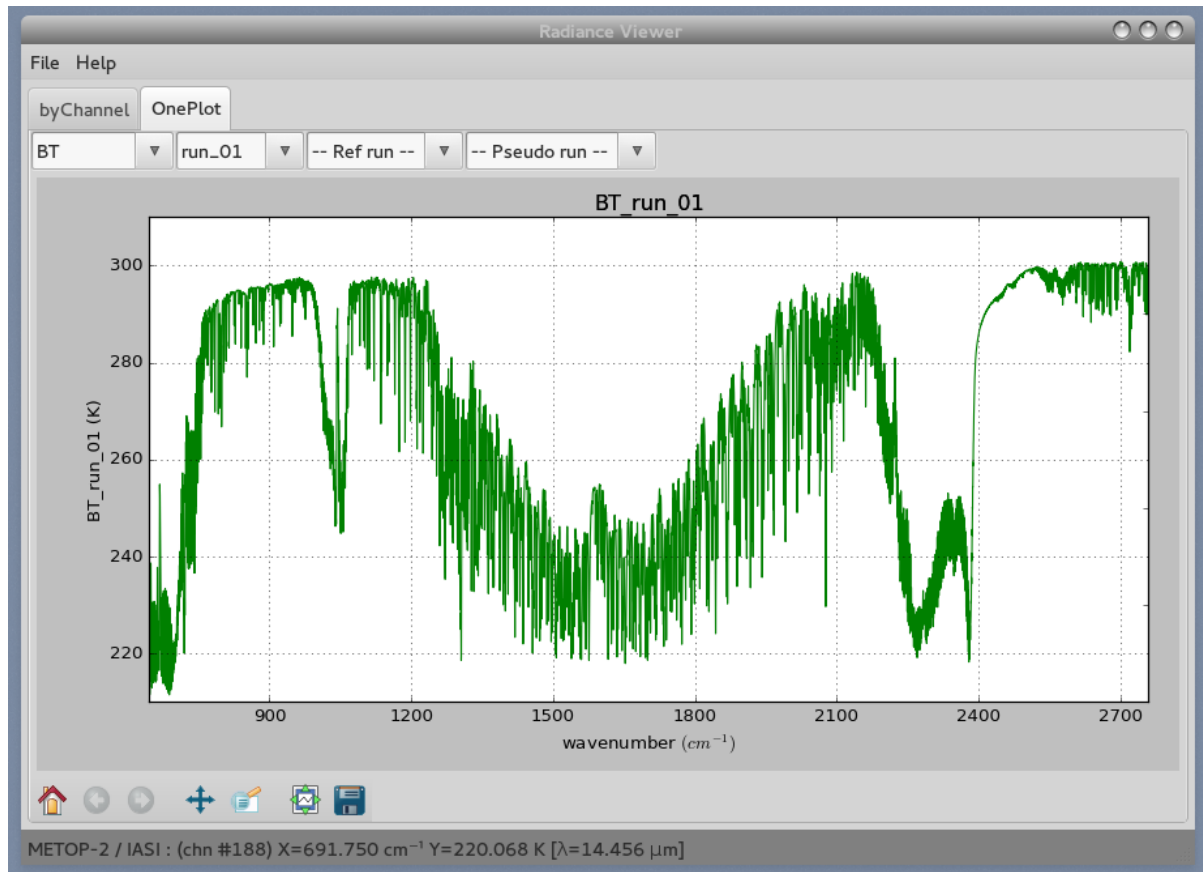 Radiance Viewer
File Help
byChannel OnePlot
BT run_01 -- Ref run -- -- Pseudo run --
BT_run_01
300
280
260
240
220
BT_run_01 (K)
900 1200 1500 1800 2100 2400 2700
wavenumber (cm⁻¹)
METOP-2 / IASI : (chn #188) X=691.750 cm⁻¹ Y=220.068 K [λ=14.456 μm]